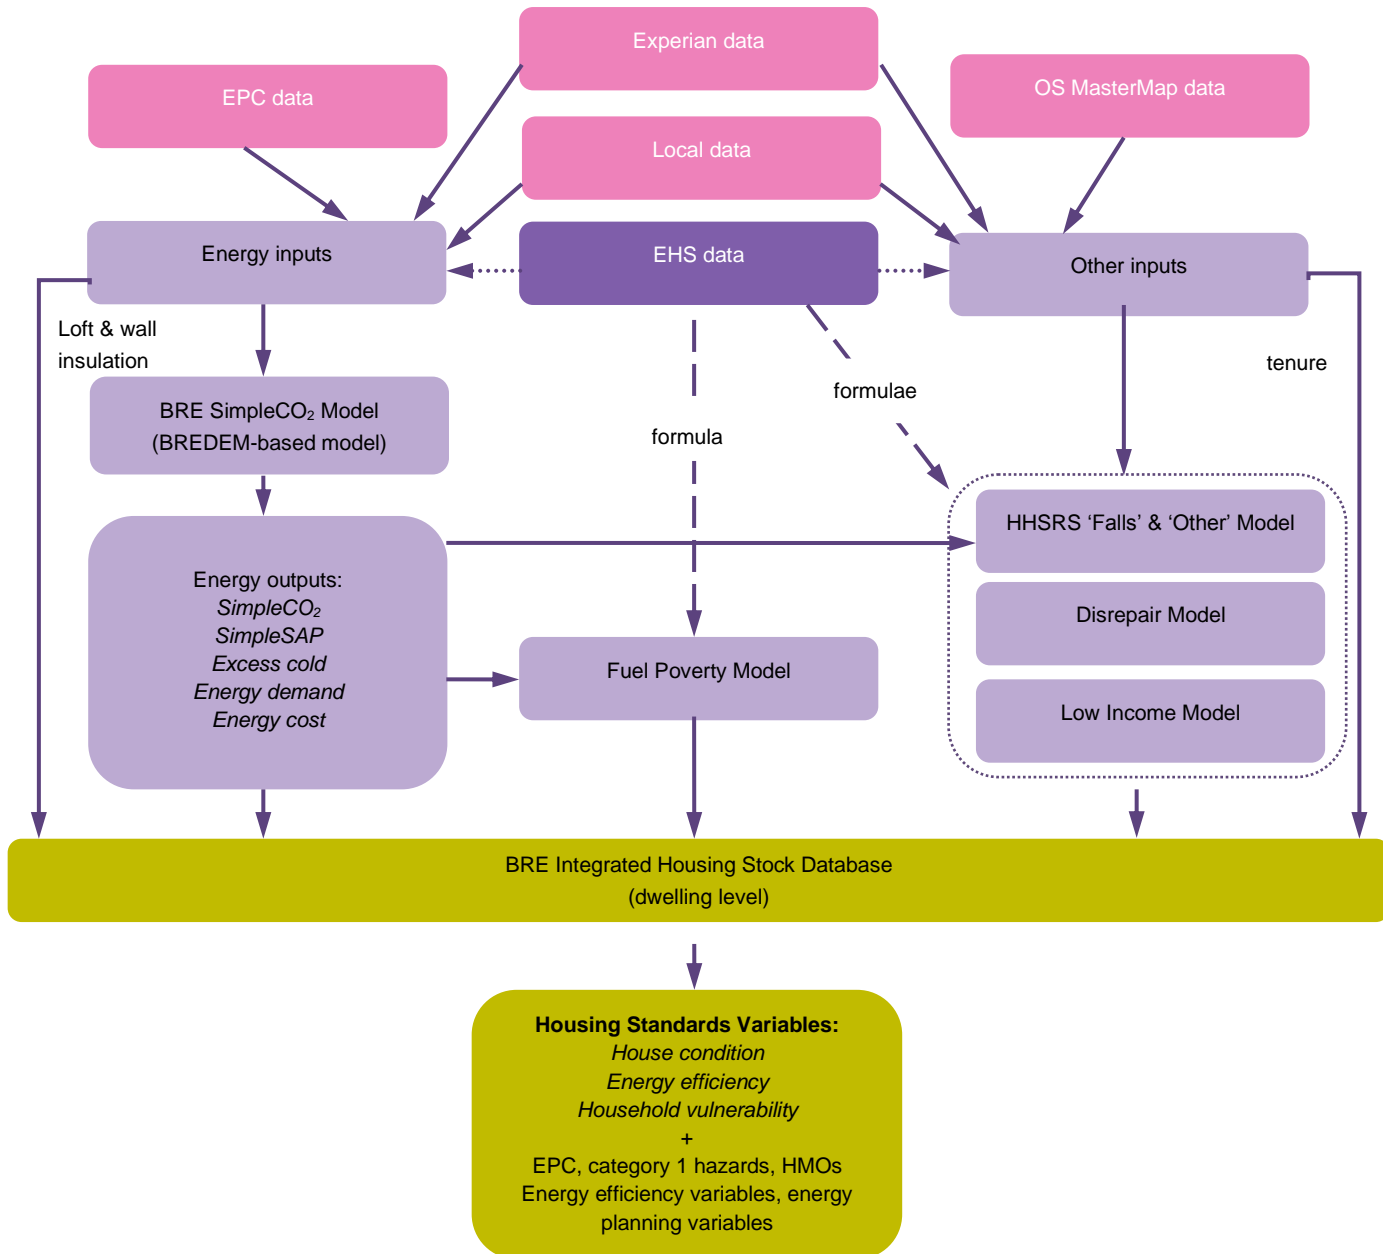 Experian data
EPC data
OS MasterMap data
Local data
Energy inputs
EHS data
Other inputs
Loft & wall
insulation
tenure
BRE SimpleCO₂ Model
(BREDEM-based model)
formulae
formula
HHSRS ‘Falls’ & ‘Other’ Model
Energy outputs:
SimpleCO₂
SimpleSAP
Excess cold
Energy demand
Energy cost
Disrepair Model
Fuel Poverty Model
Low Income Model
BRE Integrated Housing Stock Database
(dwelling level)
Housing Standards Variables:
House condition
Energy efficiency
Household vulnerability
+
EPC, category 1 hazards, HMOs
Energy efficiency variables, energy
planning variables